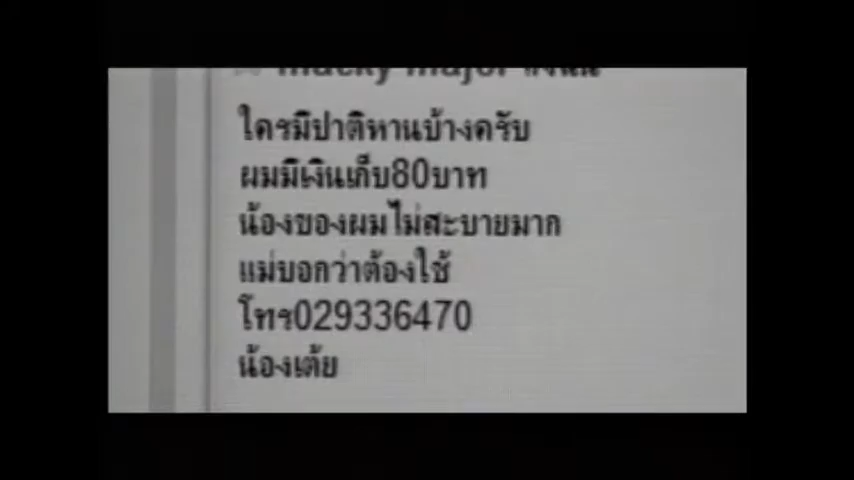 macky major
ใครมีปาติหานบ้างครับ
ผมมีเงินเก็บ80บาท
น้องของผมไม่สะบายมาก
แม่บอกว่าต้องใช้
โทร029336470
น้องเต้ย